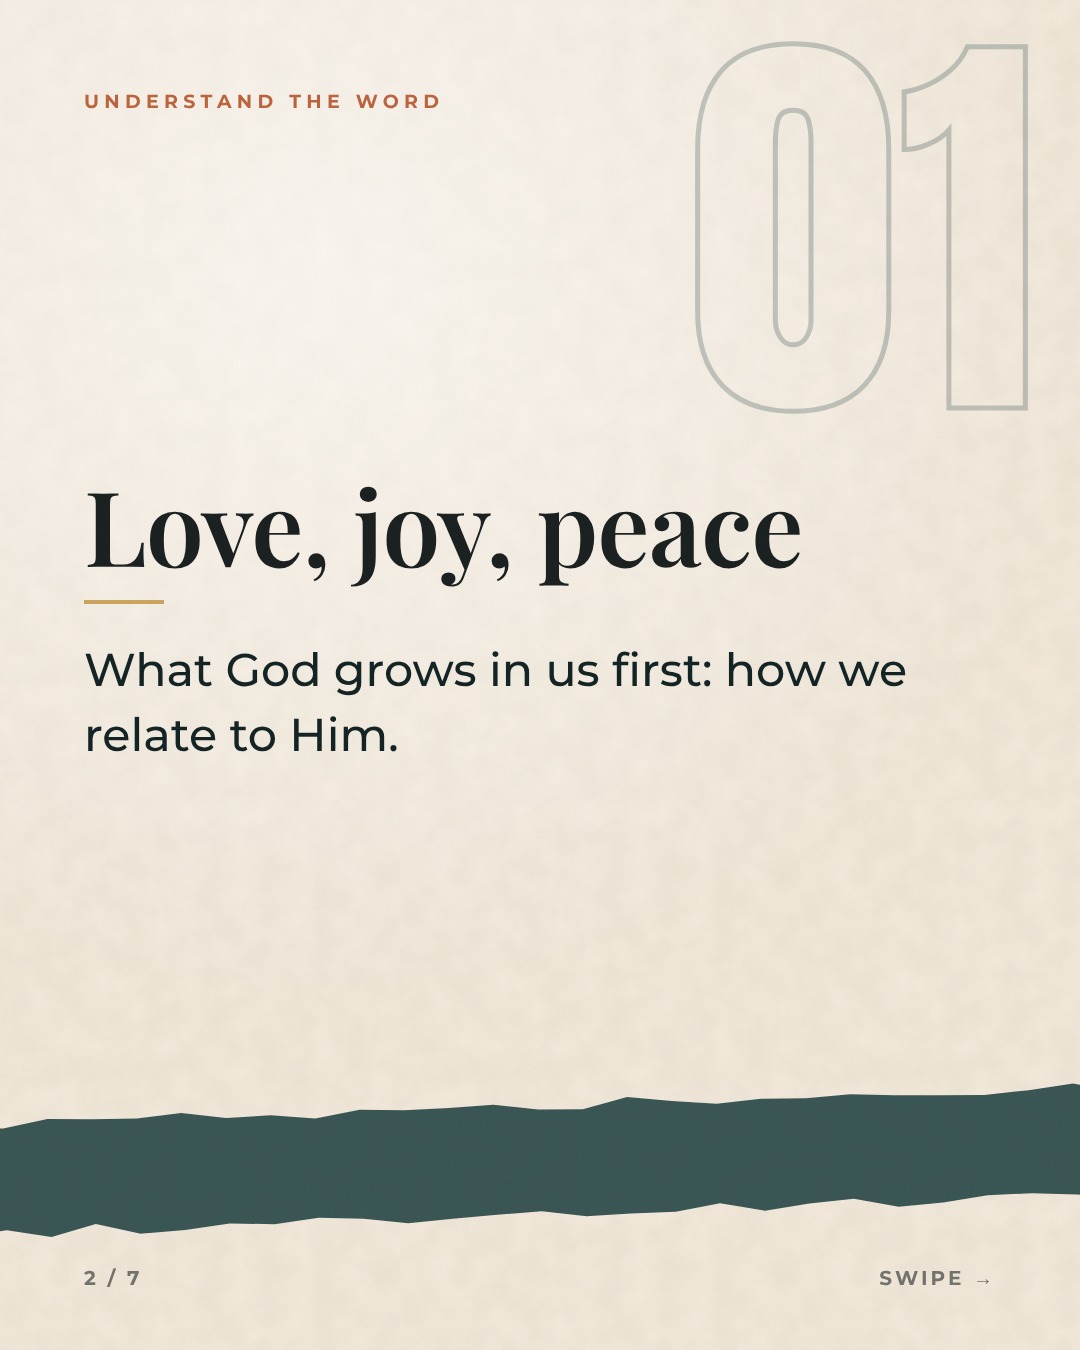 UNDERSTAND THE WORD
01
Love, joy, peace
What God grows in us first: how we
relate to Him.
2 / 7
SWIPE →